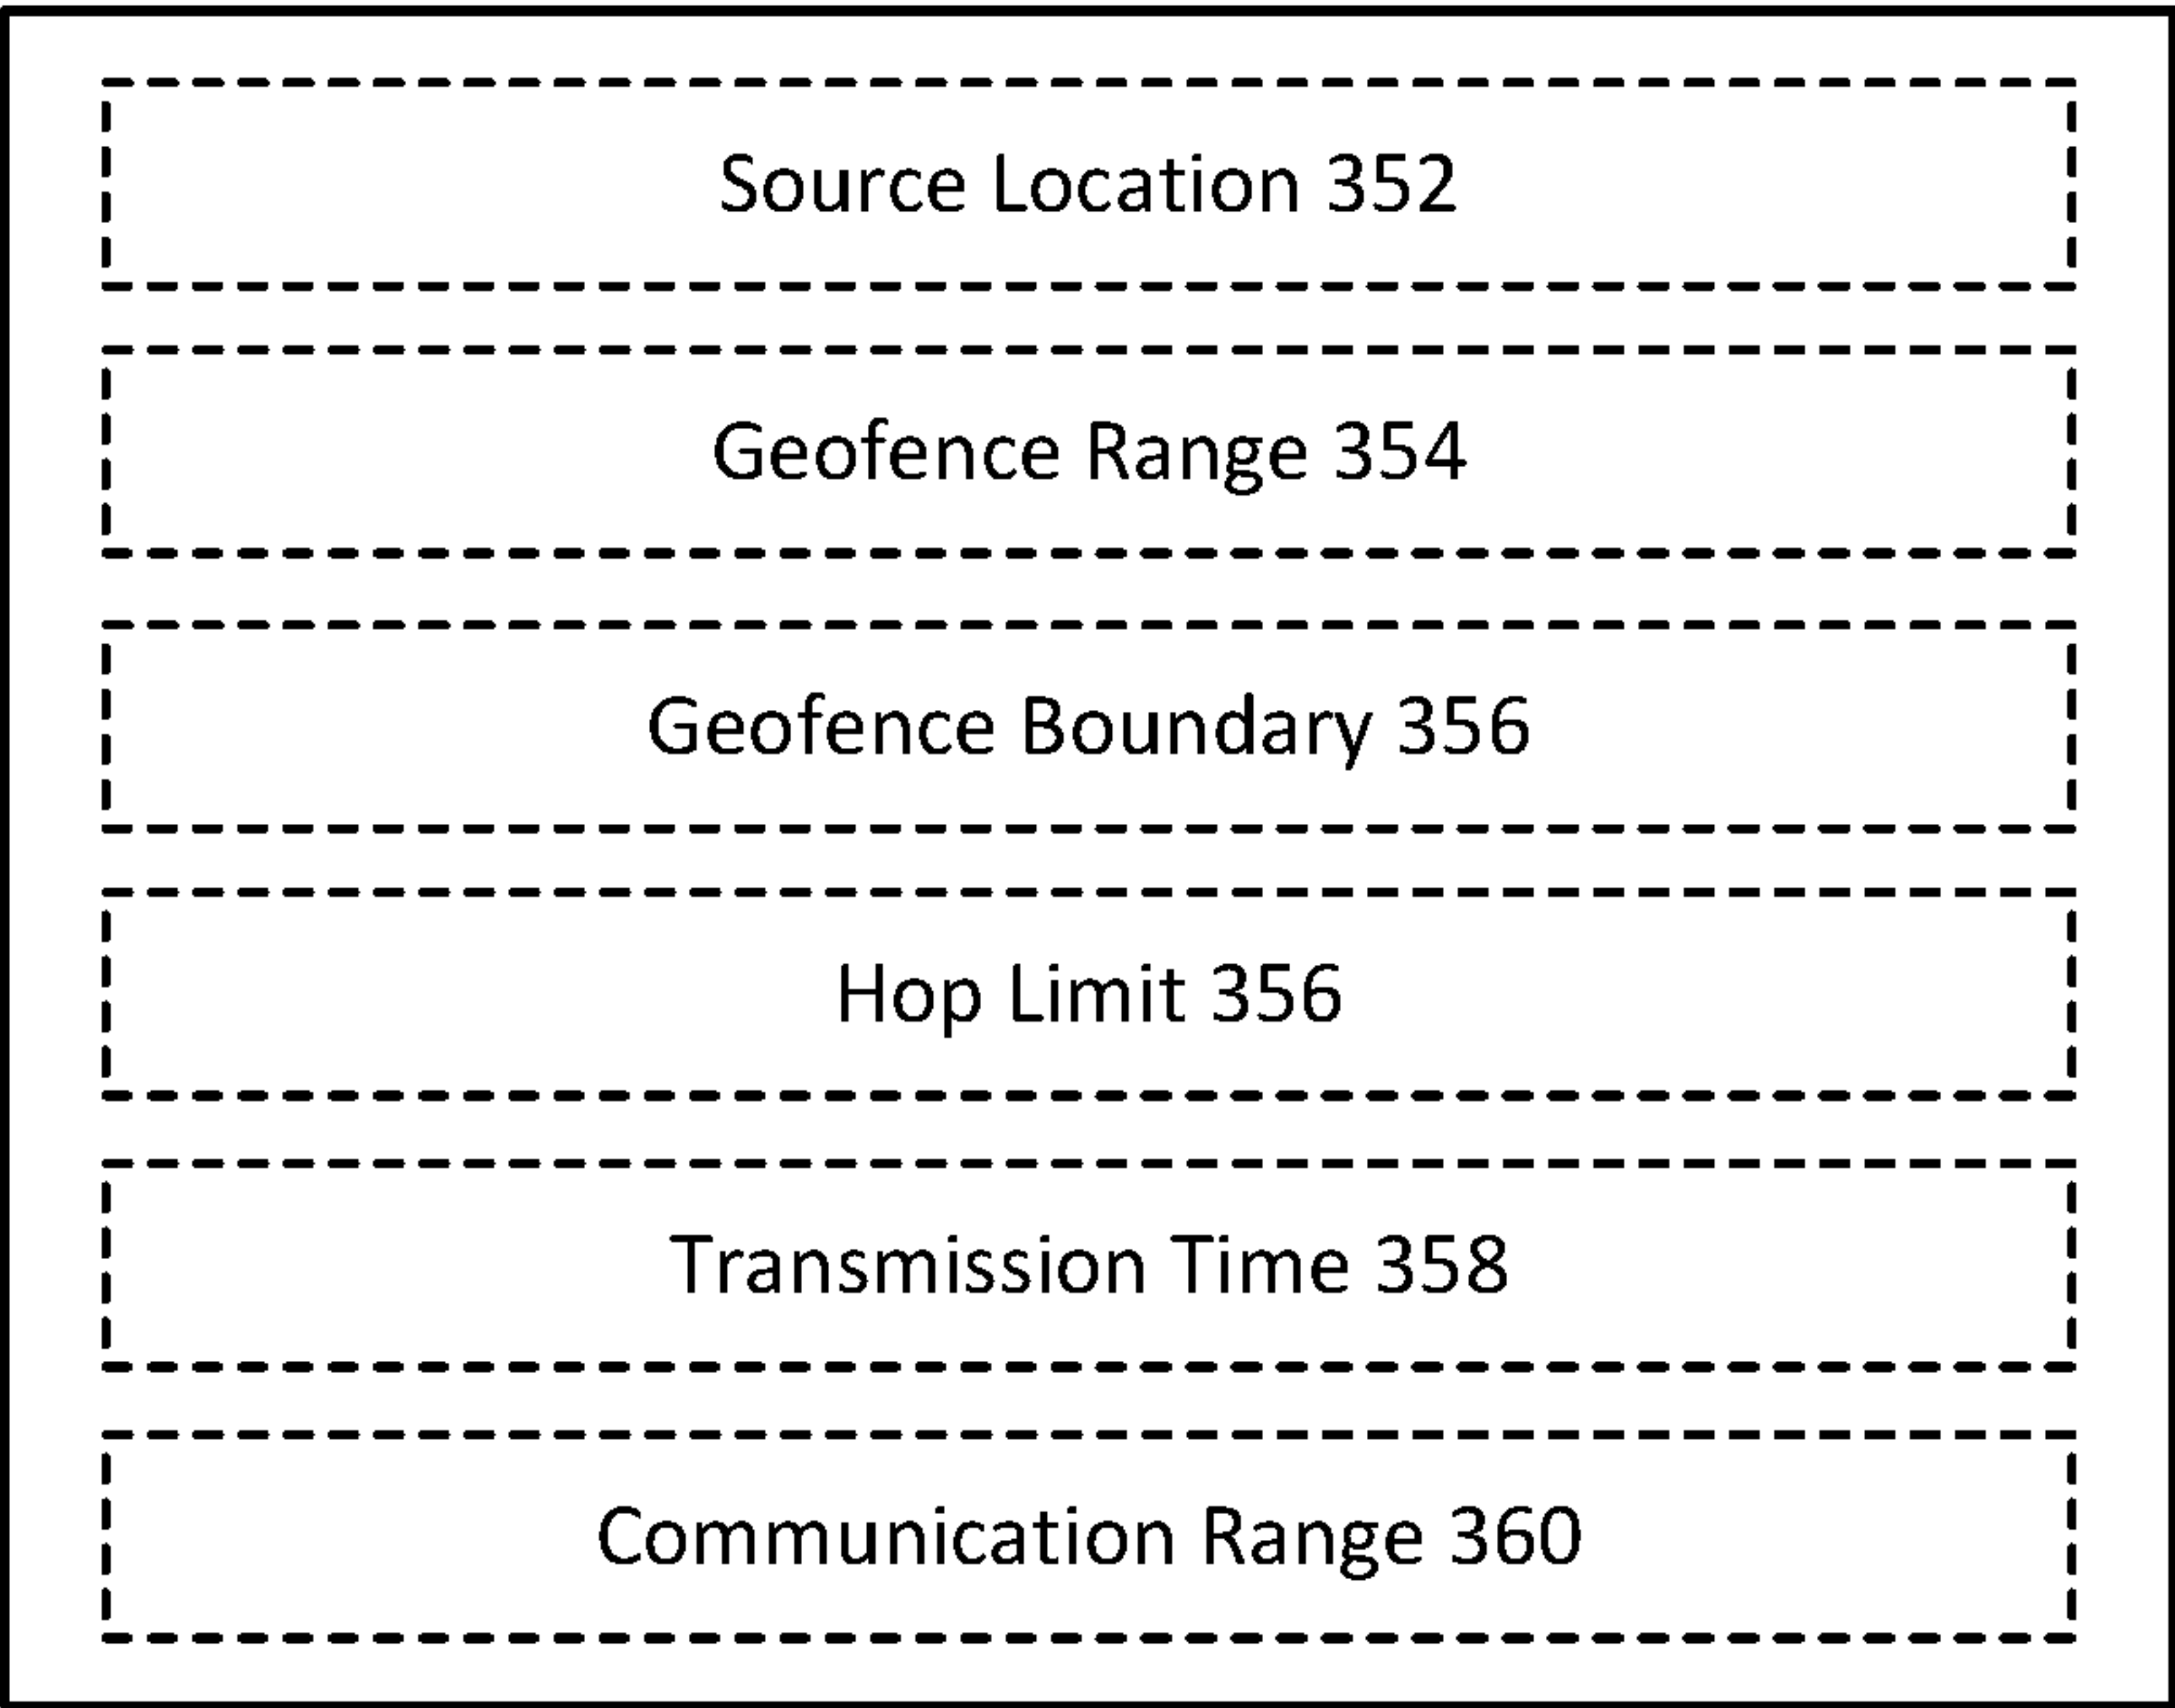 Source Location 352
Geofence Range 354
Geofence Boundary 356
Hop Limit 356
Transmission Time 358
Communication Range 360